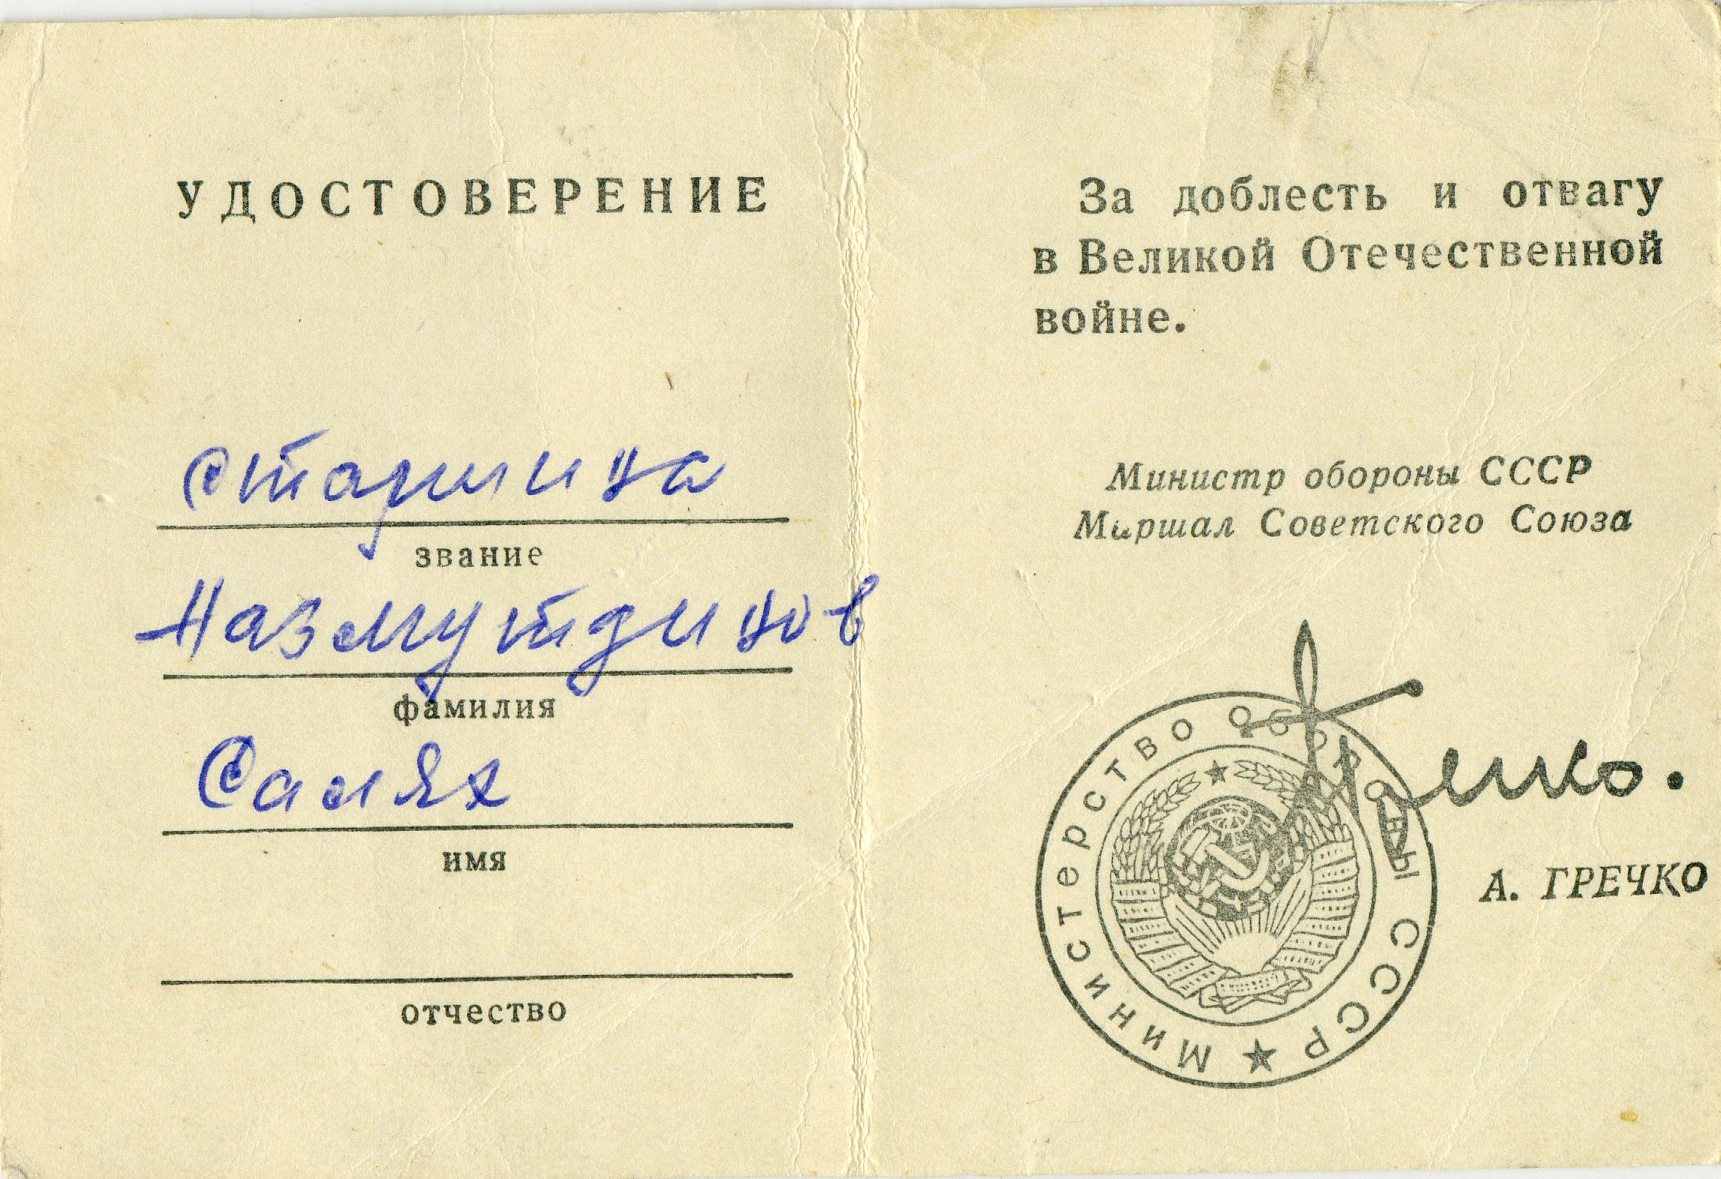 УДОСТОВЕРЕНИЕ
старшина
звание
Назмутдинов
фамилия
Салях
имя
отчество
За доблесть и отвагу
в Великой Отечественной
войне.
Министр обороны СССР
Маршал Советского Союза
Министерство Обороны СССР
Гречко.
А. ГРЕЧКО